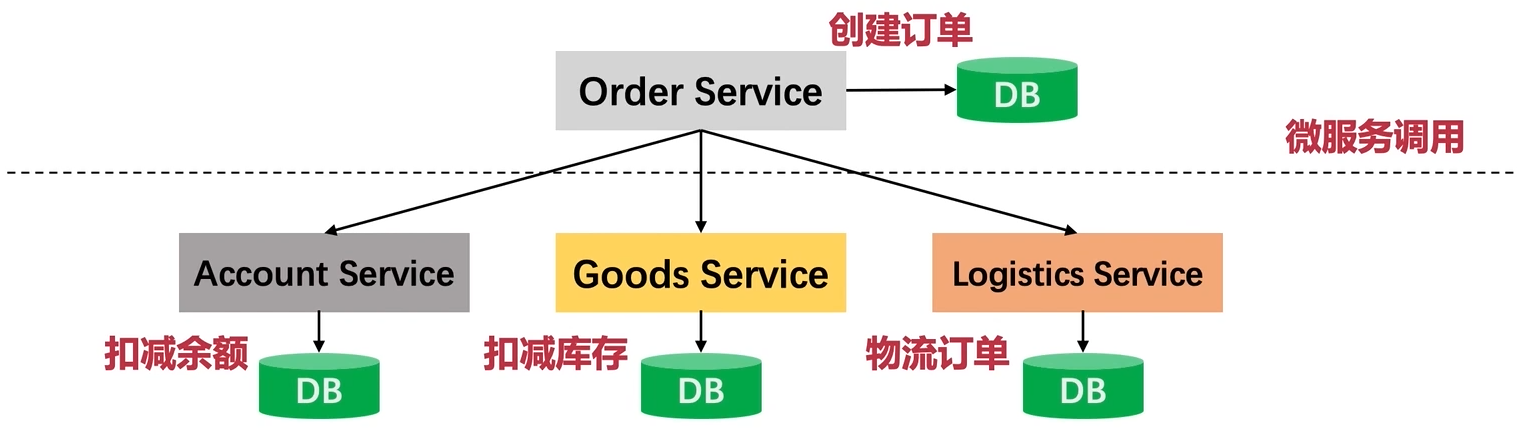 创建订单
Order Service
DB
微服务调用
Account Service
Goods Service
Logistics Service
扣减余额
DB
扣减库存
DB
物流订单
DB